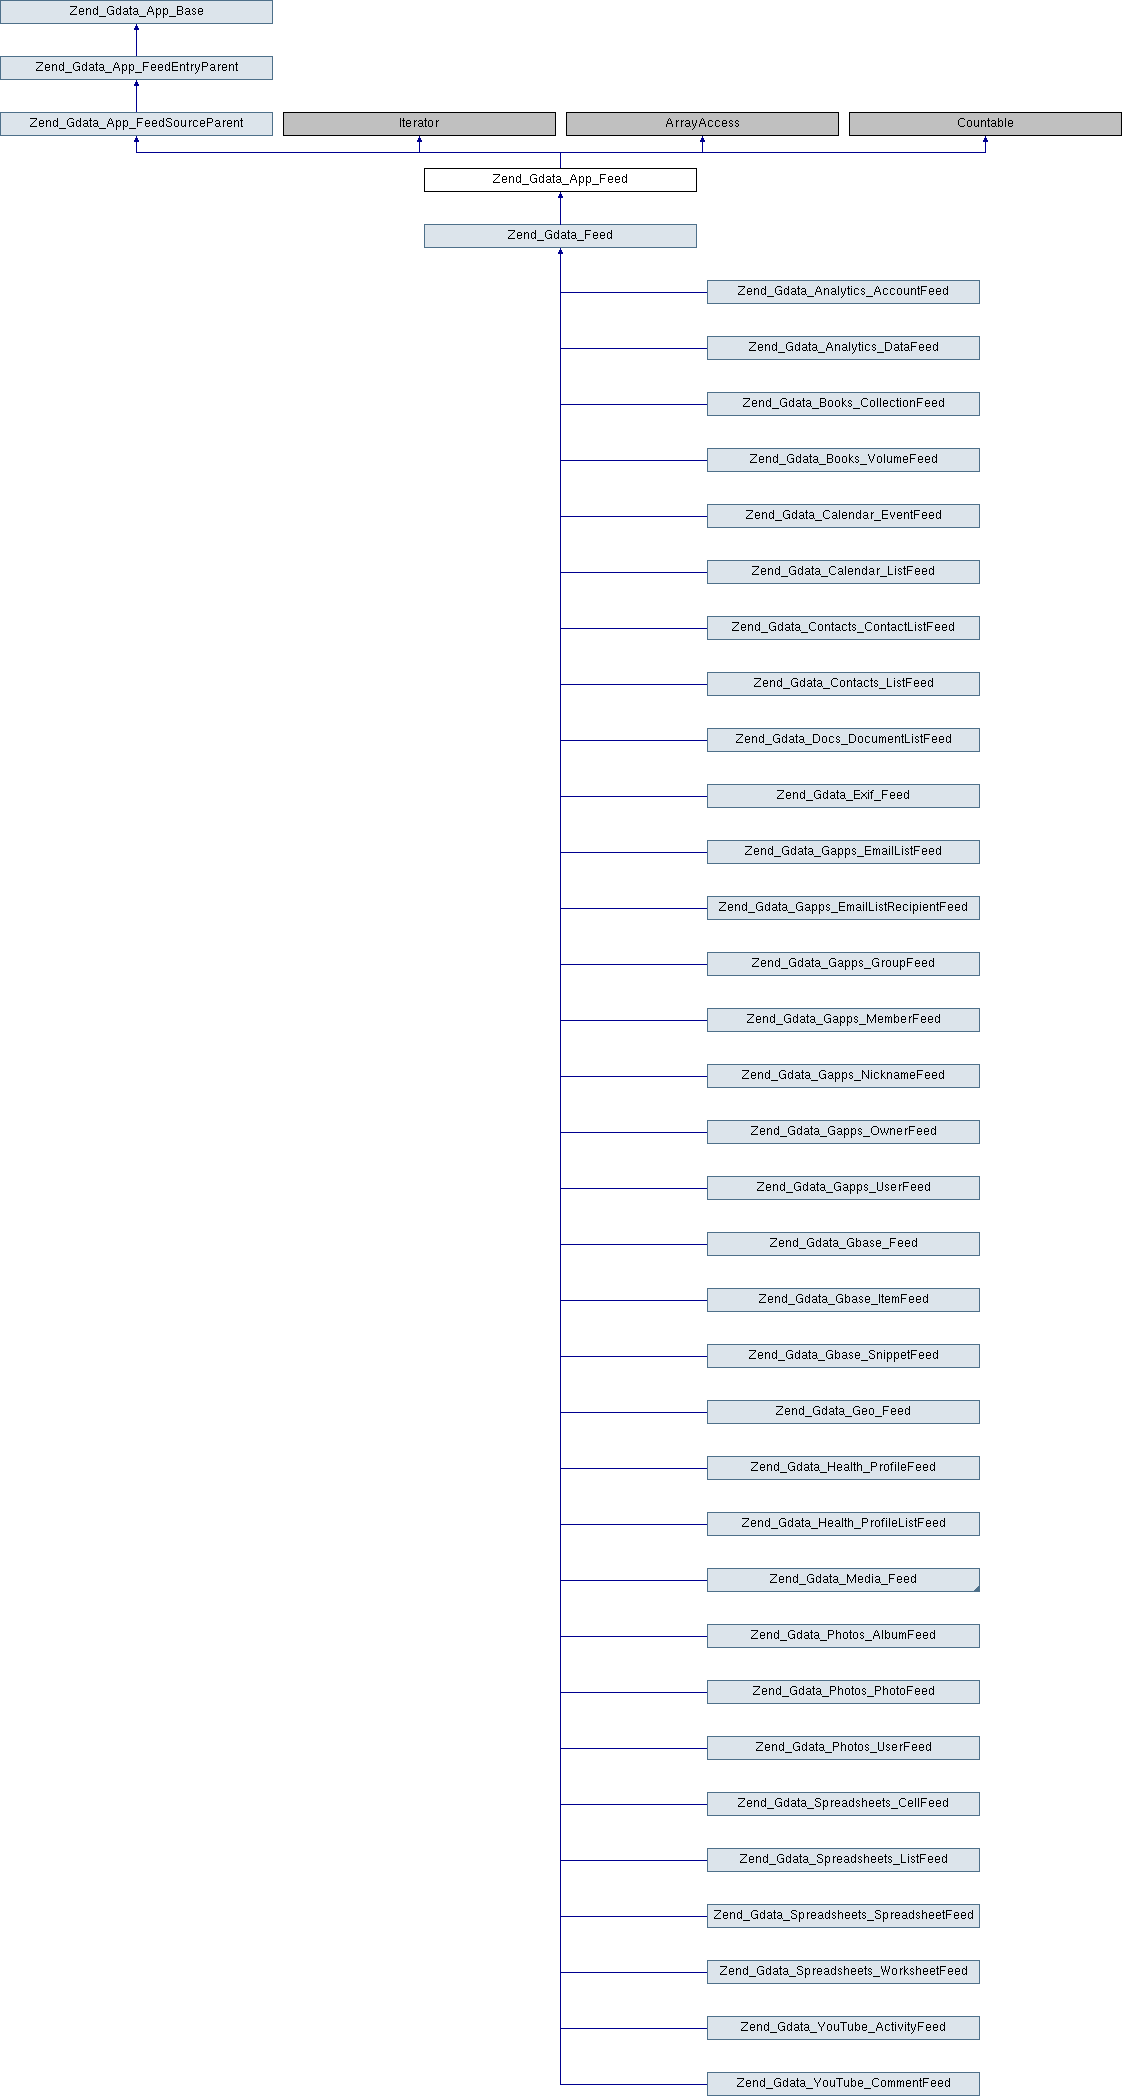 Zend_Gdata_App_Base
Zend_Gdata_App_FeedEntryParent
Zend_Gdata_App_FeedSourceParent Iterator ArrayAccess Countable
Zend_Gdata_App_Feed
Zend_Gdata_Feed
Zend_Gdata_Analytics_AccountFeed
Zend_Gdata_Analytics_DataFeed
Zend_Gdata_Books_CollectionFeed
Zend_Gdata_Books_VolumeFeed
Zend_Gdata_Calendar_EventFeed
Zend_Gdata_Calendar_ListFeed
Zend_Gdata_Contacts_ContactListFeed
Zend_Gdata_Contacts_ListFeed
Zend_Gdata_Docs_DocumentListFeed
Zend_Gdata_Exif_Feed
Zend_Gdata_Gapps_EmailListFeed
Zend_Gdata_Gapps_EmailListRecipientFeed
Zend_Gdata_Gapps_GroupFeed
Zend_Gdata_Gapps_MemberFeed
Zend_Gdata_Gapps_NicknameFeed
Zend_Gdata_Gapps_OwnerFeed
Zend_Gdata_Gapps_UserFeed
Zend_Gdata_Gbase_Feed
Zend_Gdata_Gbase_ItemFeed
Zend_Gdata_Gbase_SnippetFeed
Zend_Gdata_Geo_Feed
Zend_Gdata_Health_ProfileFeed
Zend_Gdata_Health_ProfileListFeed
Zend_Gdata_Media_Feed
Zend_Gdata_Photos_AlbumFeed
Zend_Gdata_Photos_PhotoFeed
Zend_Gdata_Photos_UserFeed
Zend_Gdata_Spreadsheets_CellFeed
Zend_Gdata_Spreadsheets_ListFeed
Zend_Gdata_Spreadsheets_SpreadsheetFeed
Zend_Gdata_Spreadsheets_WorksheetFeed
Zend_Gdata_YouTube_ActivityFeed
Zend_Gdata_YouTube_CommentFeed